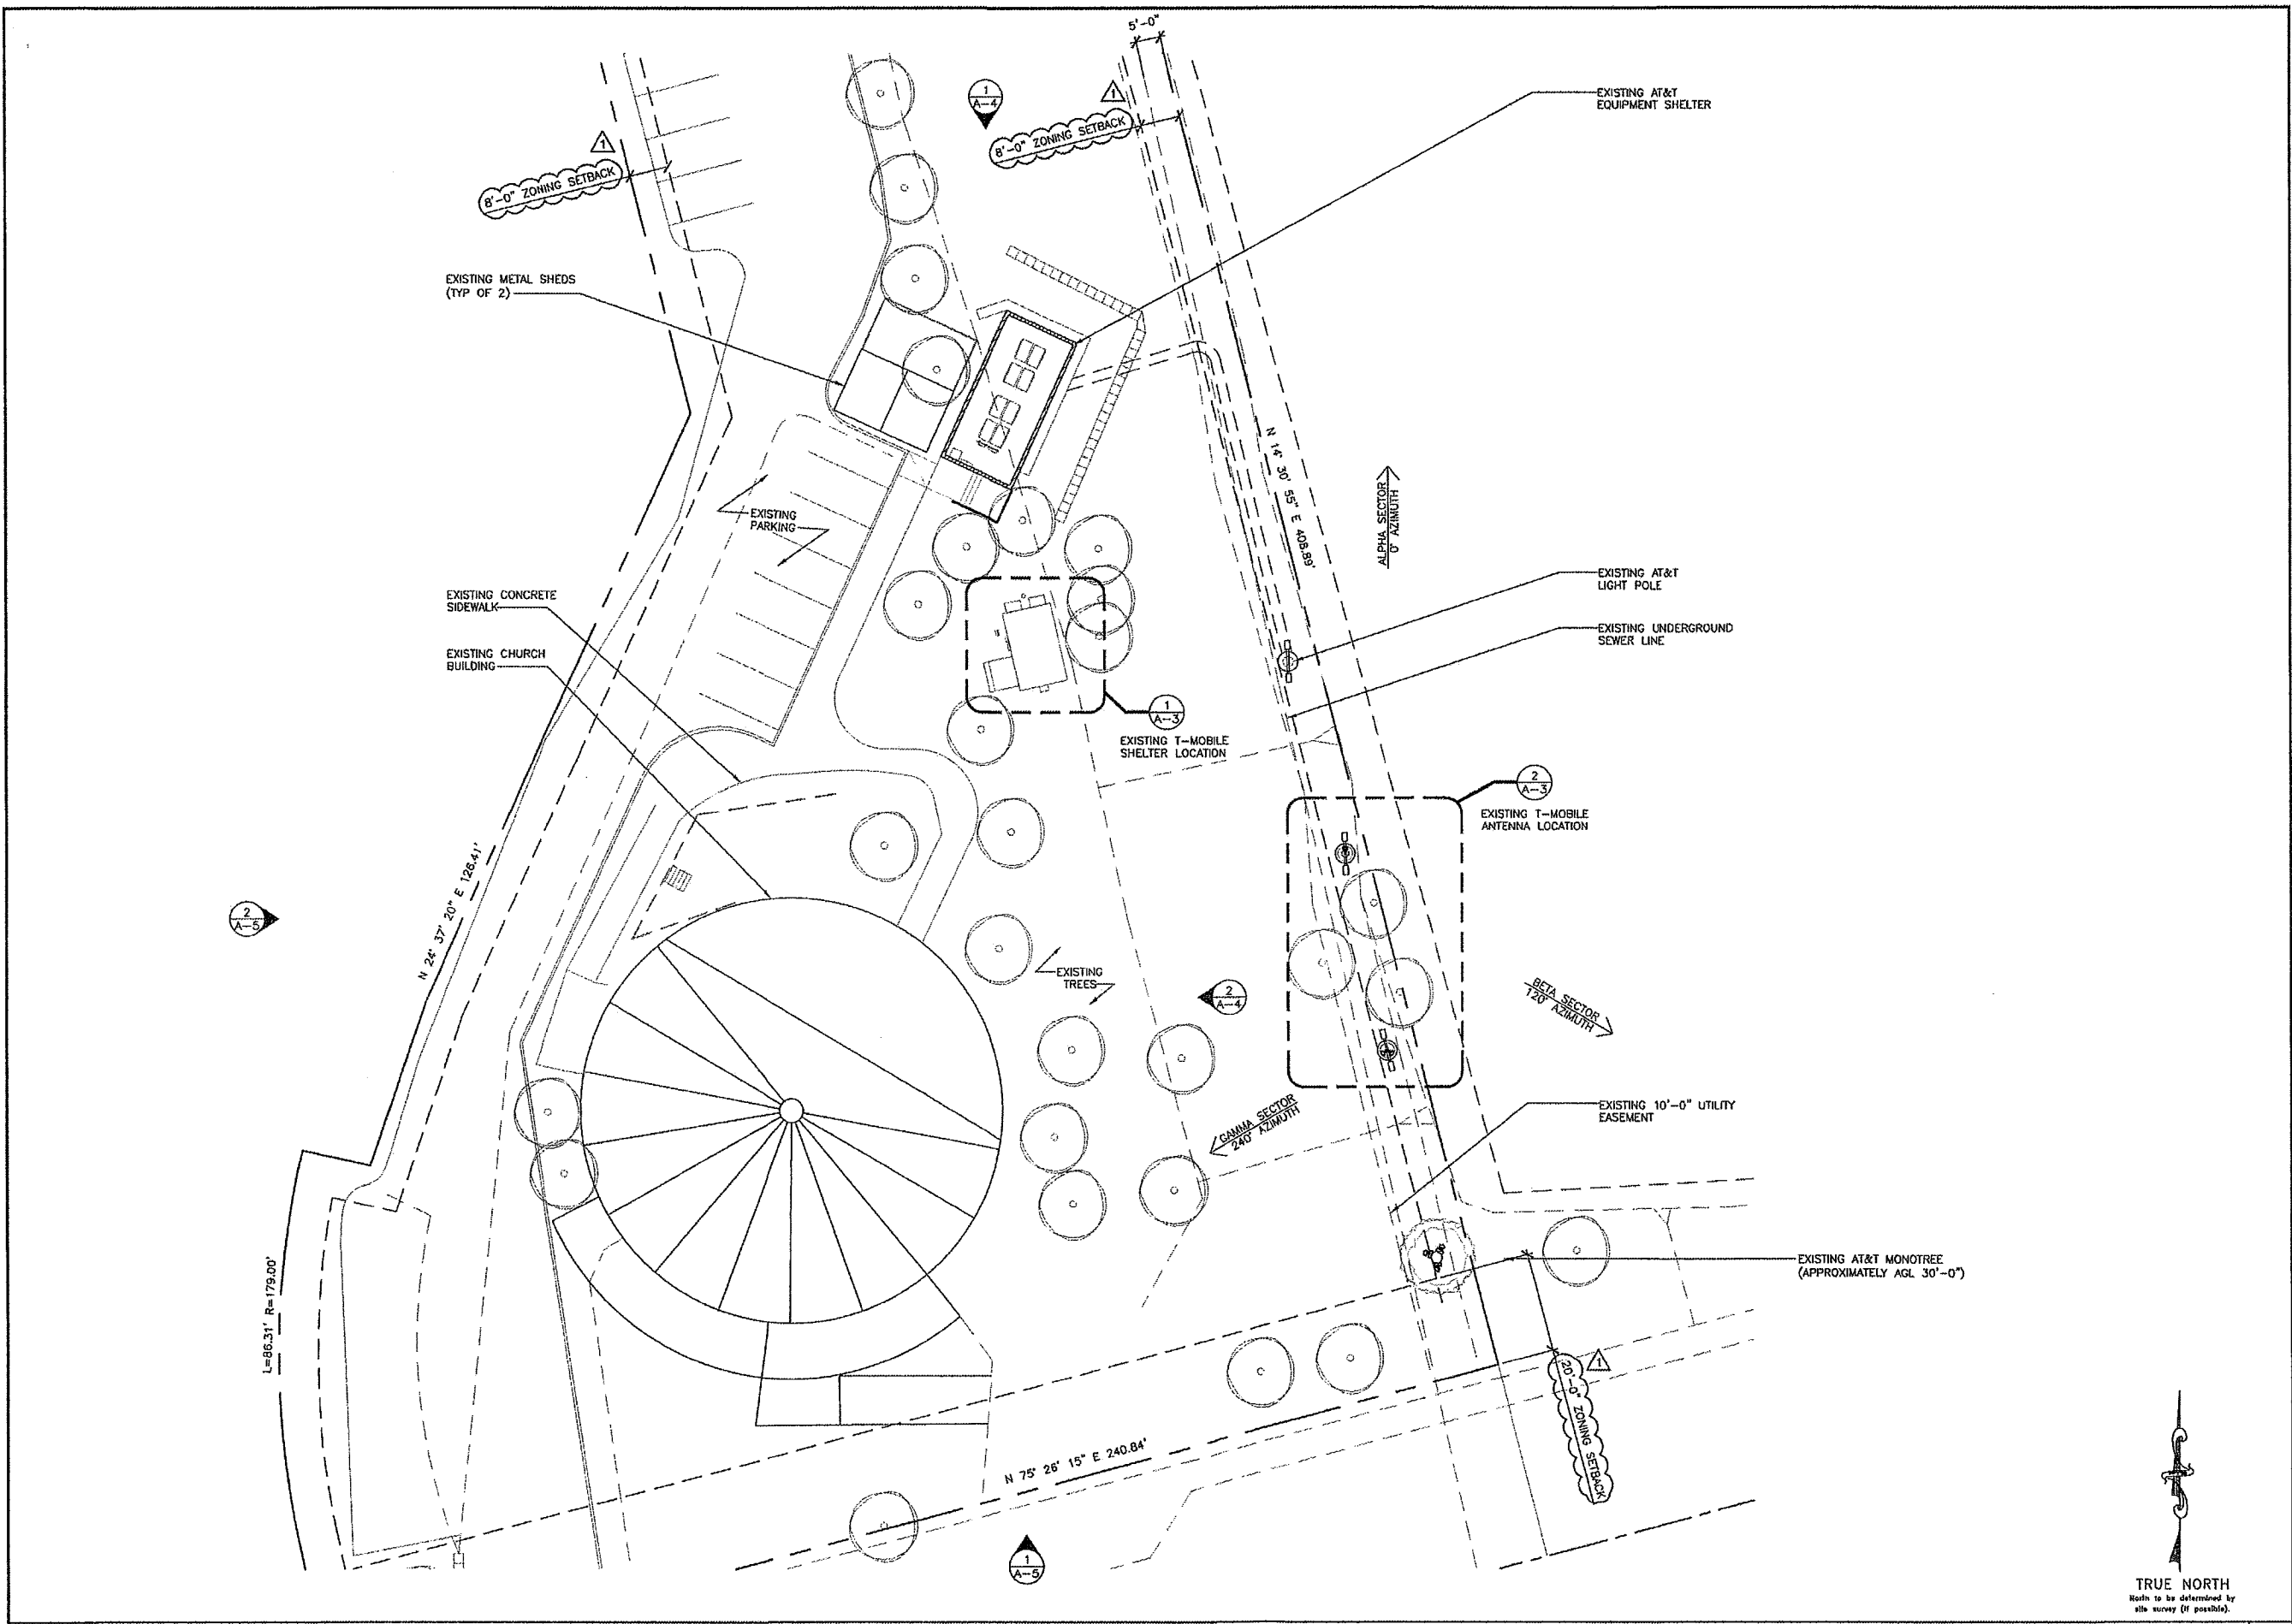 5'-0"
1
A-4
1
8'-0" ZONING SETBACK
1
8'-0" ZONING SETBACK
EXISTING AT&T
EQUIPMENT SHELTER
EXISTING METAL SHEDS
(TYP OF 2)
EXISTING
PARKING
N 14° 30' 55" E 408.89'
ALPHA SECTOR
0° AZIMUTH
EXISTING AT&T
LIGHT POLE
EXISTING CONCRETE
SIDEWALK
EXISTING UNDERGROUND
SEWER LINE
EXISTING CHURCH
BUILDING
1
A-3
EXISTING T-MOBILE
SHELTER LOCATION
2
A-3
EXISTING T-MOBILE
ANTENNA LOCATION
N 24° 37' 20" E 126.41'
2
A-5
EXISTING
TREES
2
A-4
BETA SECTOR
120° AZIMUTH
GAMMA SECTOR
240° AZIMUTH
EXISTING 10'-0" UTILITY
EASEMENT
EXISTING AT&T MONOTREE
(APPROXIMATELY AGL 30'-0")
L=86.31' R=179.00'
1
20'-0" ZONING SETBACK
N 75° 26' 15" E 240.84'
1
A-5
TRUE NORTH
North to be determined by
site survey (if possible).